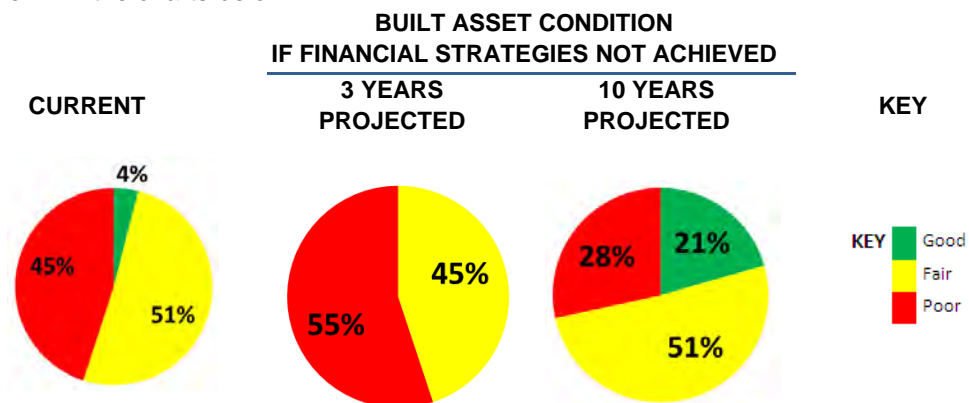 BUILT ASSET CONDITION
IF FINANCIAL STRATEGIES NOT ACHIEVED
CURRENT
3 YEARS
PROJECTED
10 YEARS
PROJECTED
KEY
4%
45%
51%
45%
55%
21%
28%
51%
KEY
Good
Fair
Poor